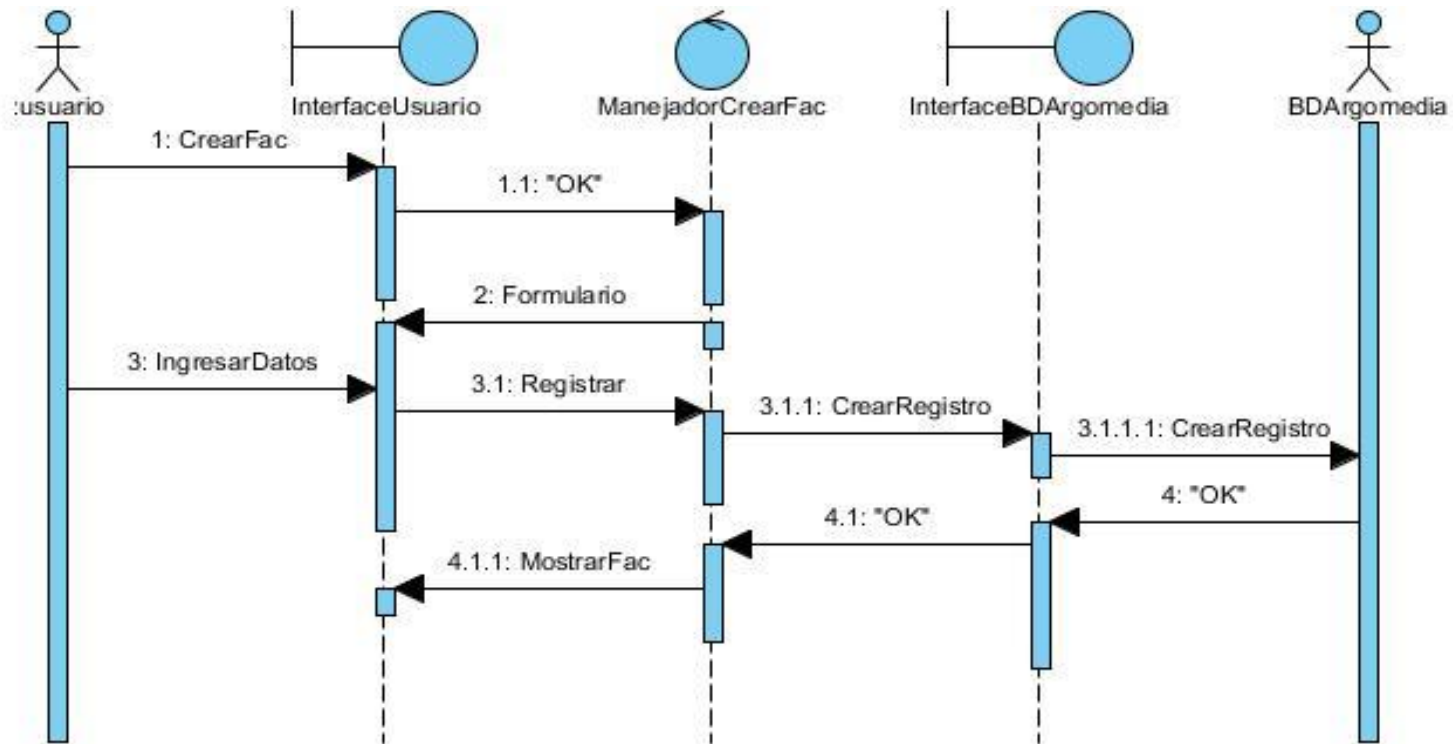 :usuario
InterfaceUsuario
ManejadorCrearFac
InterfaceBDArgomedia
BDArgomedia
1: CrearFac
1.1: "OK"
2: Formulario
3: IngresarDatos
3.1: Registrar
3.1.1: CrearRegistro
3.1.1.1: CrearRegistro
4: "OK"
4.1: "OK"
4.1.1: MostrarFac